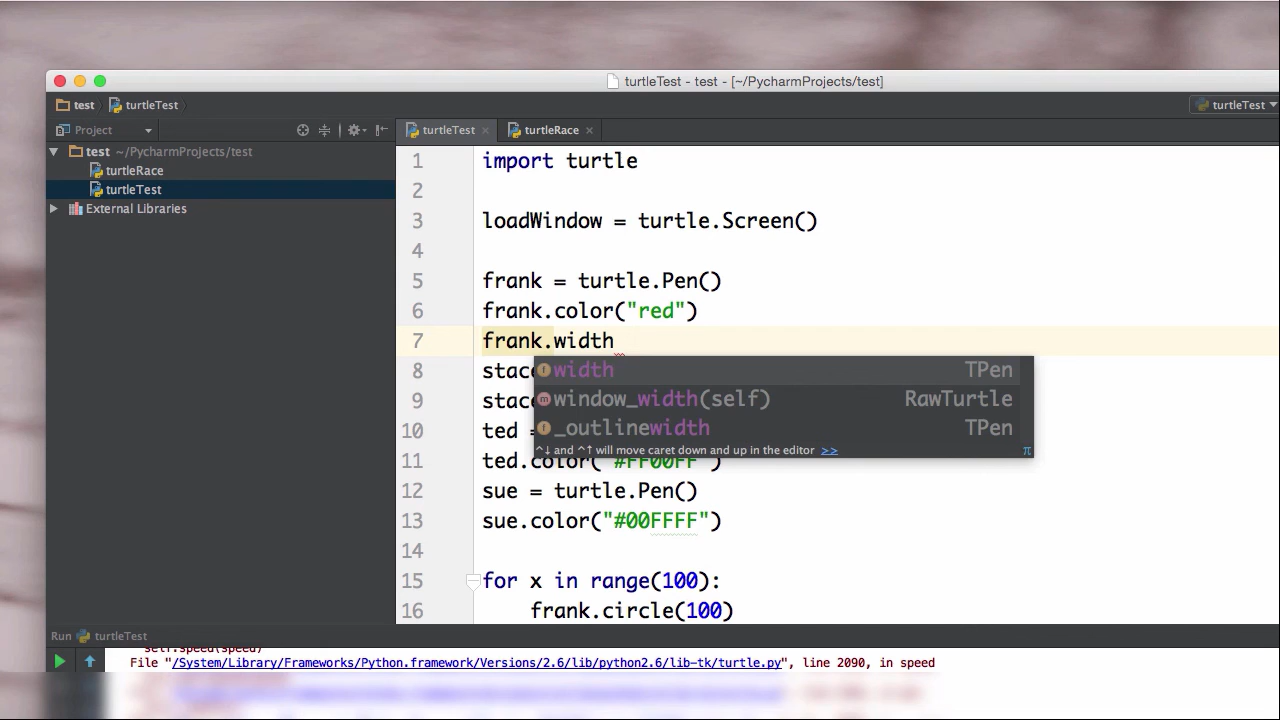 turtleTest - test - [~/PycharmProjects/test]
test turtleTest turtleTest
Project turtleTest turtleRace
test ~/PycharmProjects/test
turtleRace
turtleTest
External Libraries
1 import turtle
2
3 loadWindow = turtle.Screen()
4
5 frank = turtle.Pen()
6 frank.color("red")
7 frank.width
8 stac
width TPen
9 stac
window_width(self) RawTurtle
10 ted
_outlinewidth TPen
^↓ and ^↑ will move caret down and up in the editor >> π
11 ted.color("#FF00FF")
12 sue = turtle.Pen()
13 sue.color("#00FFFF")
14
15 for x in range(100):
16 frank.circle(100)
Run turtleTest
self.speed(speed)
File "/System/Library/Frameworks/Python.framework/Versions/2.6/lib/python2.6/lib-tk/turtle.py", line 2090, in speed